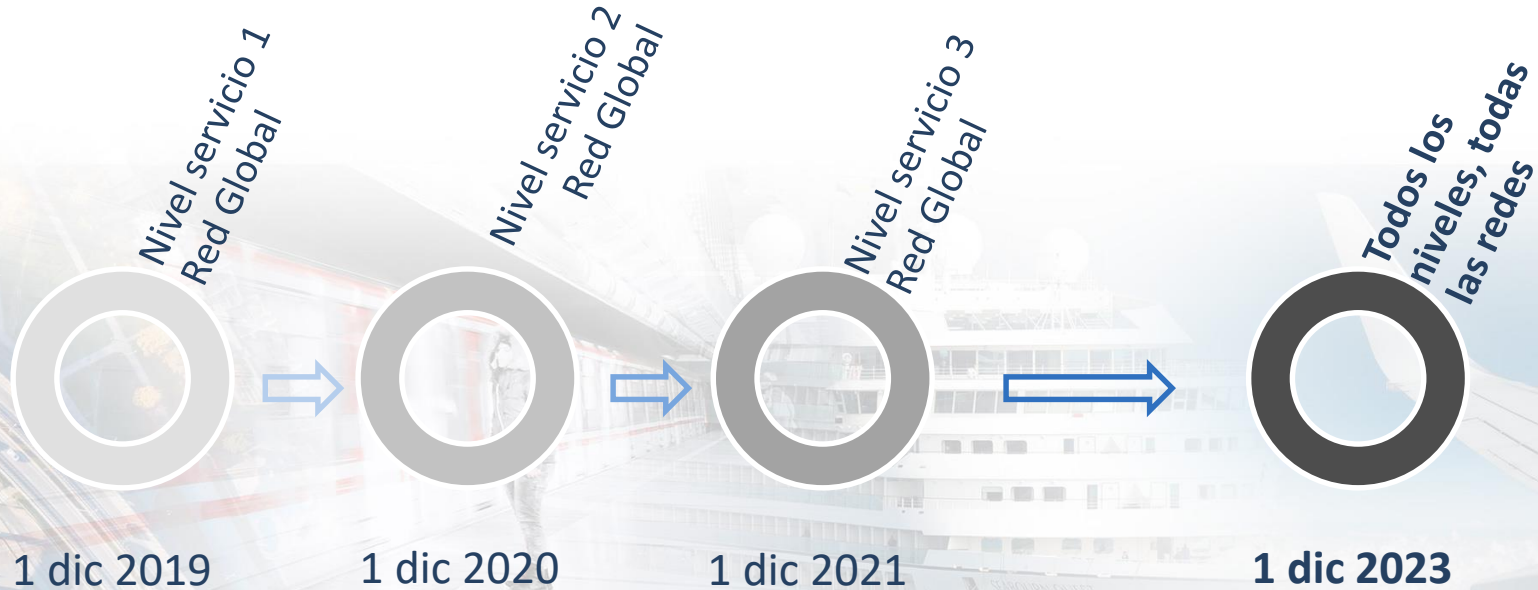 Nivel servicio 1
Red Global
Nivel servicio 2
Red Global
Nivel servicio 3
Red Global
Todos los
niveles, todas
las redes
1 dic 2019
1 dic 2020
1 dic 2021
1 dic 2023